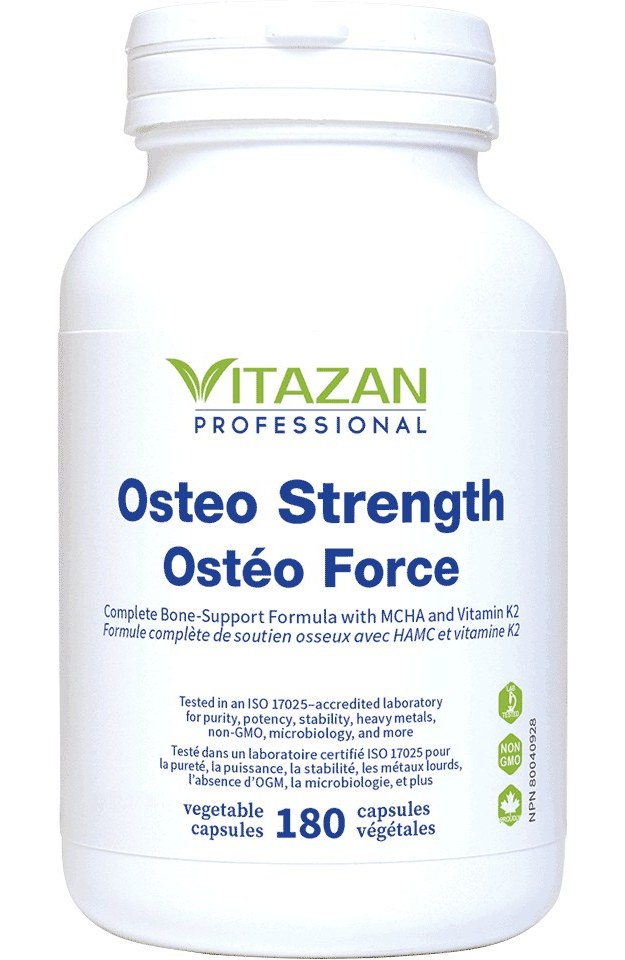 VITAZAN
PROFESSIONAL
Osteo Strength
Ostéo Force
Complete Bone-Support Formula with MCHA and Vitamin K2
Formule complète de soutien osseux avec HAMC et vitamine K2
Tested in an ISO 17025–accredited laboratory
for purity, potency, stability, heavy metals,
non-GMO, microbiology, and more
Testé dans un laboratoire certifié ISO 17025 pour
la pureté, la puissance, la stabilité, les métaux lourds,
l’absence d’OGM, la microbiologie, et plus
vegetable
capsules
180
capsules
végétales
LAB
TESTED
NON
GMO
PROUDLY
NPN 80040928